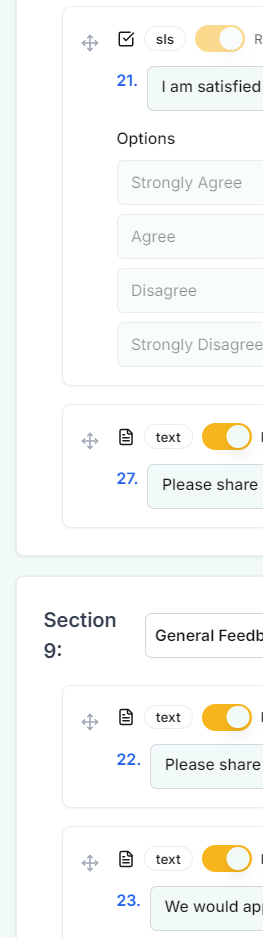 sls R
21. I am satisfied
Options
Strongly Agree
Agree
Disagree
Strongly Disagree
text
27. Please share
Section
9:
General Feedb
text
22. Please share
text
23. We would app